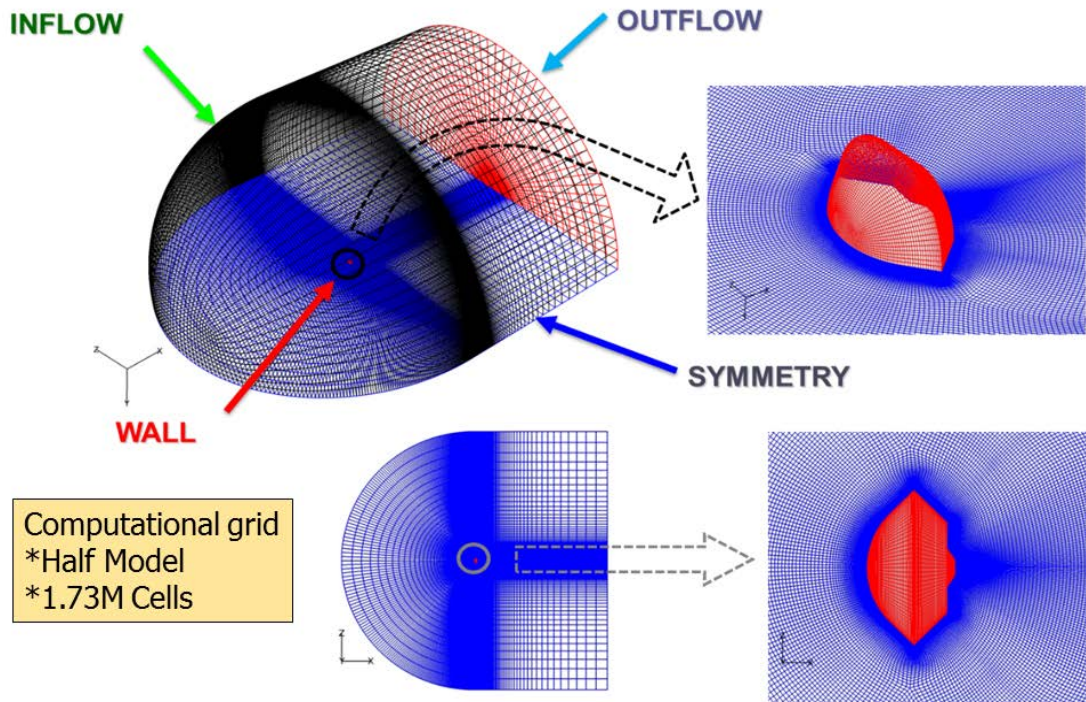 INFLOW
OUTFLOW
SYMMETRY
WALL
z
x
Y
Computational grid
*Half Model
*1.73M Cells
z
x